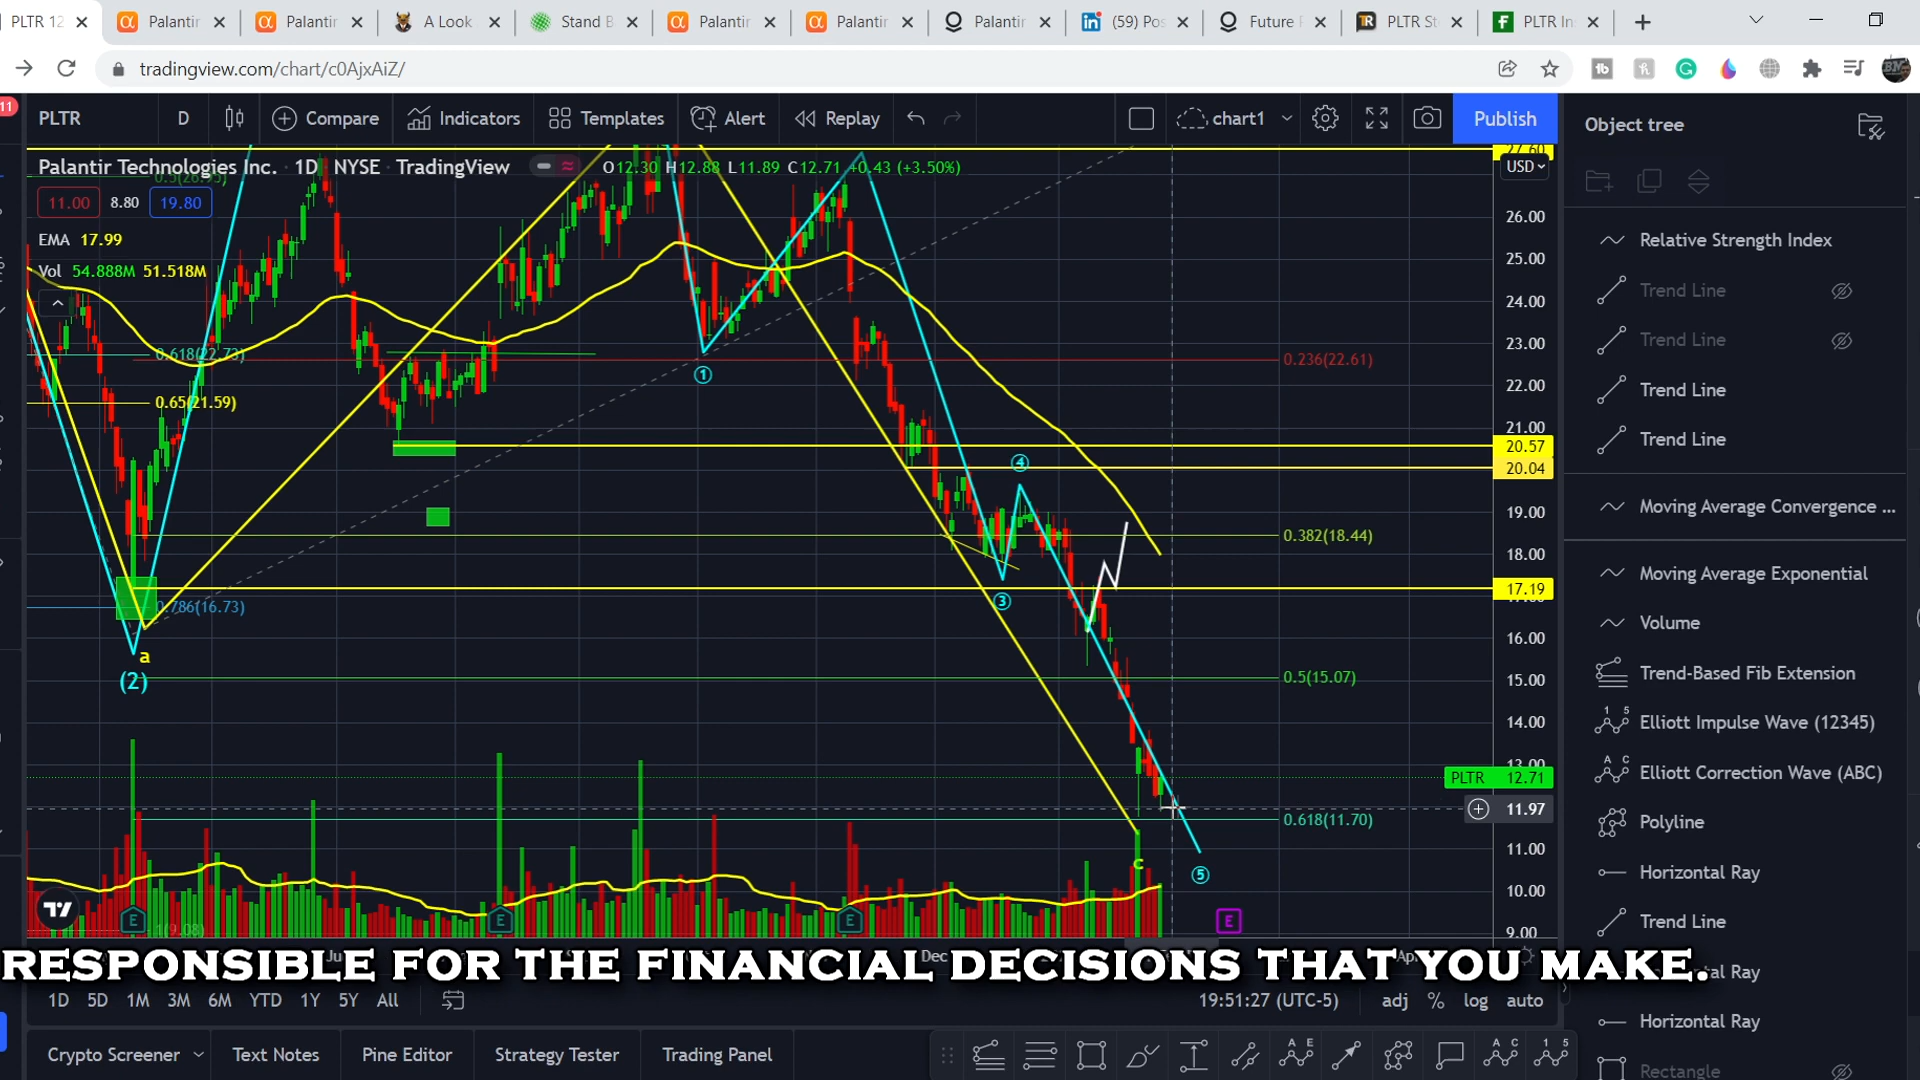 PLTR 12
Palantir
Palantir
A Look
Stand B
Palantir
Palantir
Palantir
(59) Pos
Future
PLTR St
PLTR In
tradingview.com/chart/c0AjxAiZ/
11
PLTR
D
Compare
Indicators
Templates
Alert
Replay
chart1
Publish
Object tree
Palantir Technologies Inc. · 1D · NYSE · TradingView
O12.30 H12.88 L11.89 C12.71 +0.43 (+3.50%)
27.60
USD
11.00 8.80 19.80
EMA 17.99
Vol 54.888M 51.518M
26.00
25.00
24.00
23.00
22.00
21.00
20.57
20.04
19.00
18.00
17.19
16.00
15.00
14.00
13.00
PLTR 12.71
11.97
11.00
10.00
9.00
0.618(22.73)
0.65(21.59)
0.786(16.73)
0.236(22.61)
0.382(18.44)
0.5(15.07)
0.618(11.70)
1(9.08)
1
3
4
5
a
(2)
c
E
E
E
E
Relative Strength Index
Trend Line
Trend Line
Trend Line
Trend Line
Moving Average Convergence ...
Moving Average Exponential
Volume
Trend-Based Fib Extension
Elliott Impulse Wave (12345)
Elliott Correction Wave (ABC)
Polyline
Horizontal Ray
Trend Line
Horizontal Ray
Rectangle
Dec
RESPONSIBLE FOR THE FINANCIAL DECISIONS THAT YOU MAKE.
1D 5D 1M 3M 6M YTD 1Y 5Y All
19:51:27 (UTC-5)
adj % log auto
Crypto Screener
Text Notes
Pine Editor
Strategy Tester
Trading Panel